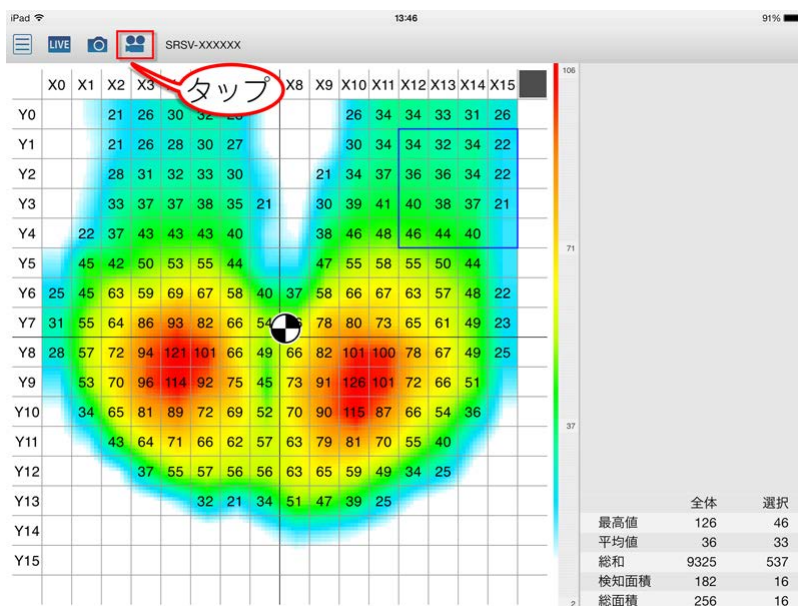 iPad 13:46 91%
LIVE SRSV-XXXXXX
タップ
106
X0 X1 X2 X3 X8 X9 X10 X11 X12 X13 X14 X15
Y0 21 26 30 32 26 34 34 33 31 26
Y1 21 26 28 30 27 30 34 34 32 34 22
Y2 28 31 32 33 30 21 34 37 36 36 34 22
Y3 33 37 37 38 35 21 30 39 41 40 38 37 21
Y4 22 37 43 43 43 40 38 46 48 46 44 40
71
Y5 45 42 50 53 55 44 47 55 58 55 50 44
Y6 25 45 63 59 69 67 58 40 37 58 66 67 63 57 48 22
Y7 31 55 64 86 93 82 66 54 78 80 73 65 61 49 23
Y8 28 57 72 94 121 101 66 49 66 82 101 100 78 67 49 25
Y9 53 70 96 114 92 75 45 73 91 126 101 72 66 51
Y10 34 65 81 89 72 69 52 70 90 115 87 66 54 36
37
Y11 43 64 71 66 62 57 63 79 81 70 55 40
Y12 37 55 57 56 56 63 65 59 49 34 25
Y13 32 21 34 51 47 39 25
Y14
Y15
2
全体 選択
最高値 126 46
平均値 36 33
総和 9325 537
検知面積 182 16
総面積 256 16